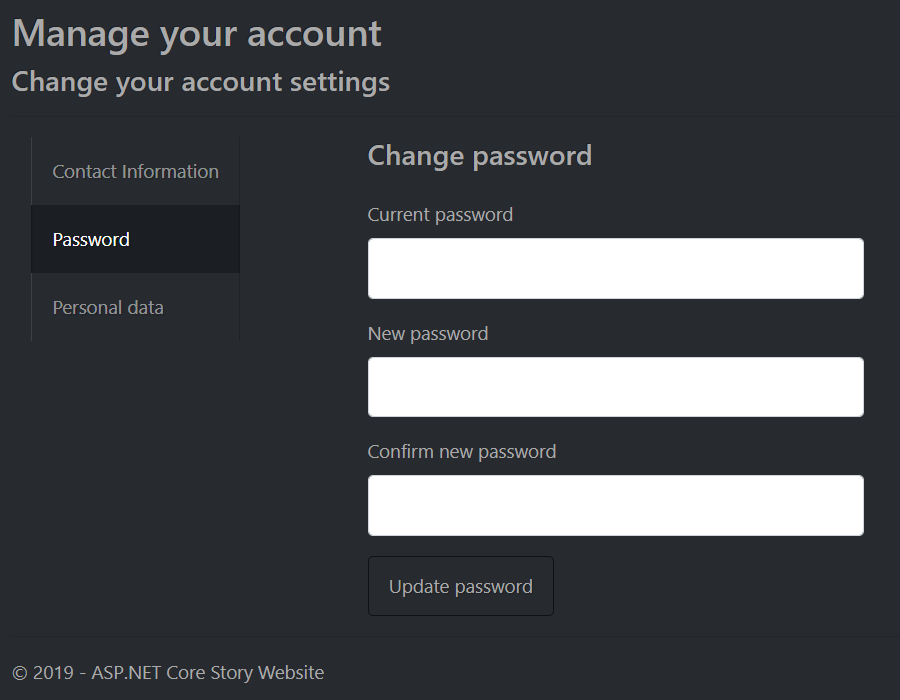 Manage your account
Change your account settings
Contact Information
Password
Personal data
Change password
Current password
New password
Confirm new password
Update password
© 2019 - ASP.NET Core Story Website